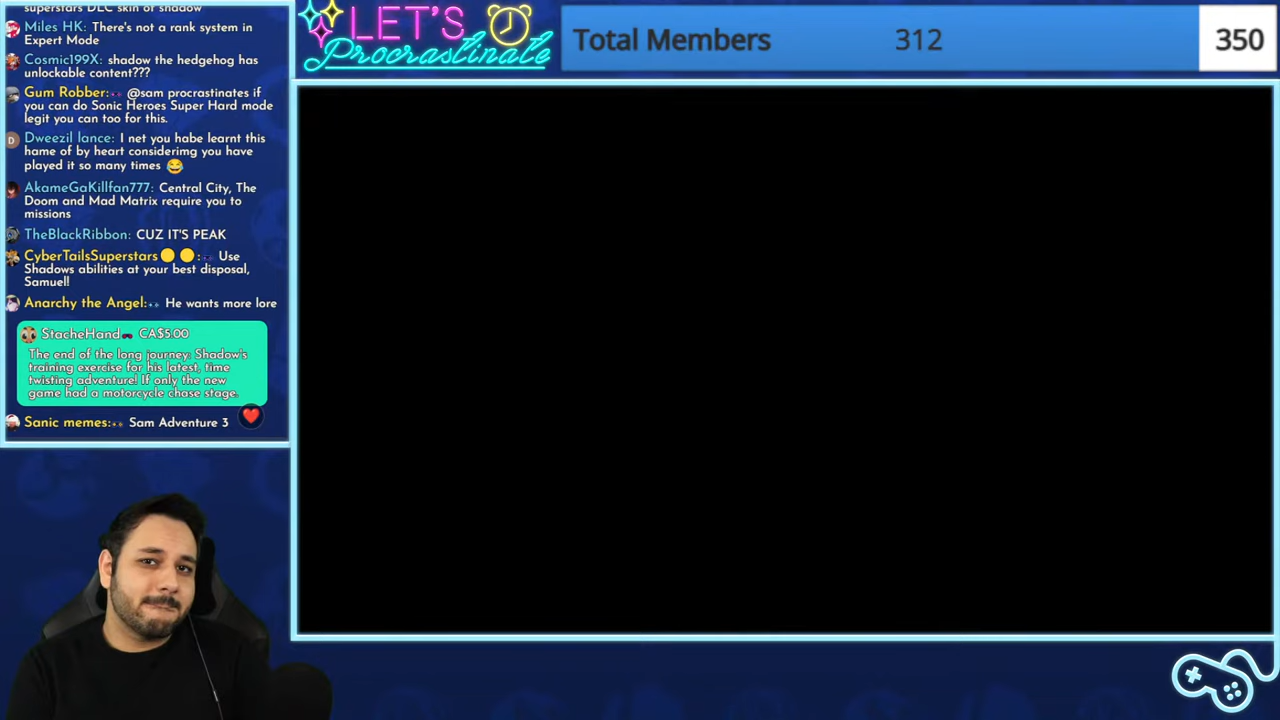 superstars DLC skin of shadow
Miles HK: There's not a rank system in
Expert Mode
Cosmic199X: shadow the hedgehog has
unlockable content???
Gum Robber: @sam procrastinates if
you can do Sonic Heroes Super Hard mode
legit you can too for this.
D
Dweezil lance: I net you habe learnt this
hame of by heart considerimg you have
played it so many times 😂
AkameGaKillfan777: Central City, The
Doom and Mad Matrix require you to
missions
TheBlackRibbon: CUZ IT'S PEAK
CyberTailsSuperstars🟡🟡: Use
Shadows abilities at your best disposal,
Samuel!
Anarchy the Angel: He wants more lore
StacheHand CA$5.00
The end of the long journey: Shadow's
training exercise for his latest, time
twisting adventure! If only the new
game had a motorcycle chase stage.
Sanic memes: Sam Adventure 3
LET'S
Procrastinate
Total Members 312 350